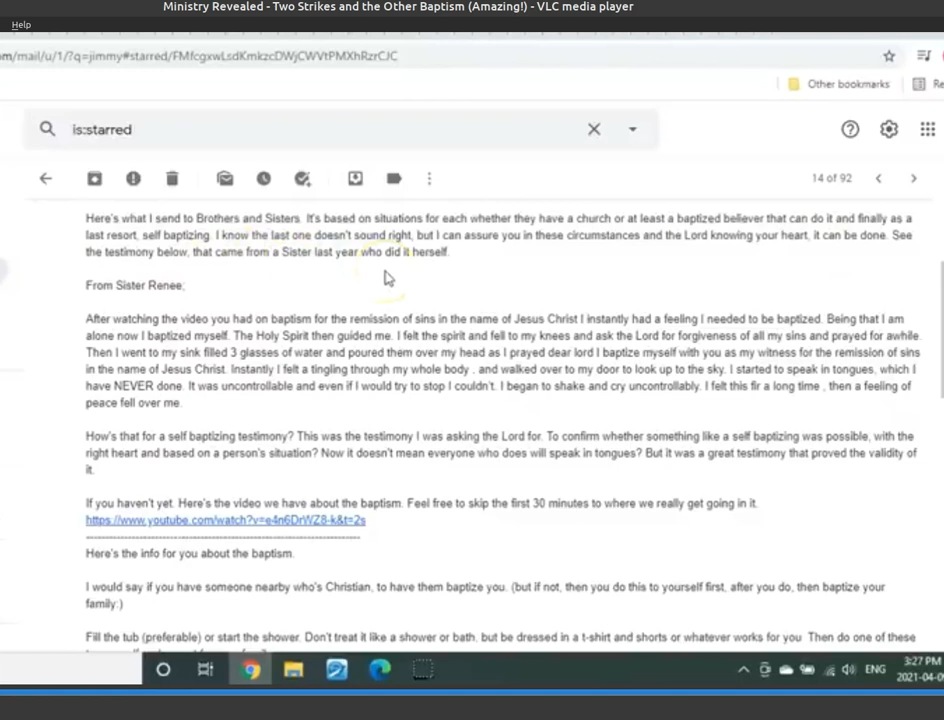 Ministry Revealed - Two Strikes and the Other Baptism (Amazing!) - VLC media player
Help
om/mail/u/1/?q=jimmy#starred/FMfcgxwLsdKmkzcDWjCWVtPMXhRzrCJC
Other bookmarks
Re
is:starred
14 of 92
Here's what I send to Brothers and Sisters. It's based on situations for each whether they have a church or at least a baptized believer that can do it and finally as a
last resort, self baptizing. I know the last one doesn't sound right, but I can assure you in these circumstances and the Lord knowing your heart, it can be done. See
the testimony below, that came from a Sister last year who did it herself.
From Sister Renee;
After watching the video you had on baptism for the remission of sins in the name of Jesus Christ I instantly had a feeling I needed to be baptized. Being that I am
alone now I baptized myself. The Holy Spirit then guided me. I felt the spirit and fell to my knees and ask the Lord for forgiveness of all my sins and prayed for awhile.
Then I went to my sink filled 3 glasses of water and poured them over my head as I prayed dear lord I baptize myself with you as my witness for the remission of sins
in the name of Jesus Christ. Instantly I felt a tingling through my whole body , and walked over to my door to look up to the sky. I started to speak in tongues, which I
have NEVER done. It was uncontrollable and even if I would try to stop I couldn't. I began to shake and cry uncontrollably. I felt this fir a long time , then a feeling of
peace fell over me.
How's that for a self baptizing testimony? This was the testimony I was asking the Lord for. To confirm whether something like a self baptizing was possible, with the
right heart and based on a person's situation? Now it doesn't mean everyone who does will speak in tongues? But it was a great testimony that proved the validity of
it.
If you haven't yet. Here's the video we have about the baptism. Feel free to skip the first 30 minutes to where we really get going in it.
https://www.youtube.com/watch?v=e4n6DrWZ8-k&t=2s
------------------------------------------------------------
Here's the info for you about the baptism.
I would say if you have someone nearby who's Christian, to have them baptize you. (but if not, then you do this to yourself first, after you do, then baptize your
family:)
Fill the tub (preferable) or start the shower. Don't treat it like a shower or bath, but be dressed in a t-shirt and shorts or whatever works for you Then do one of these
ENG
3:27 PM
2021-04-0